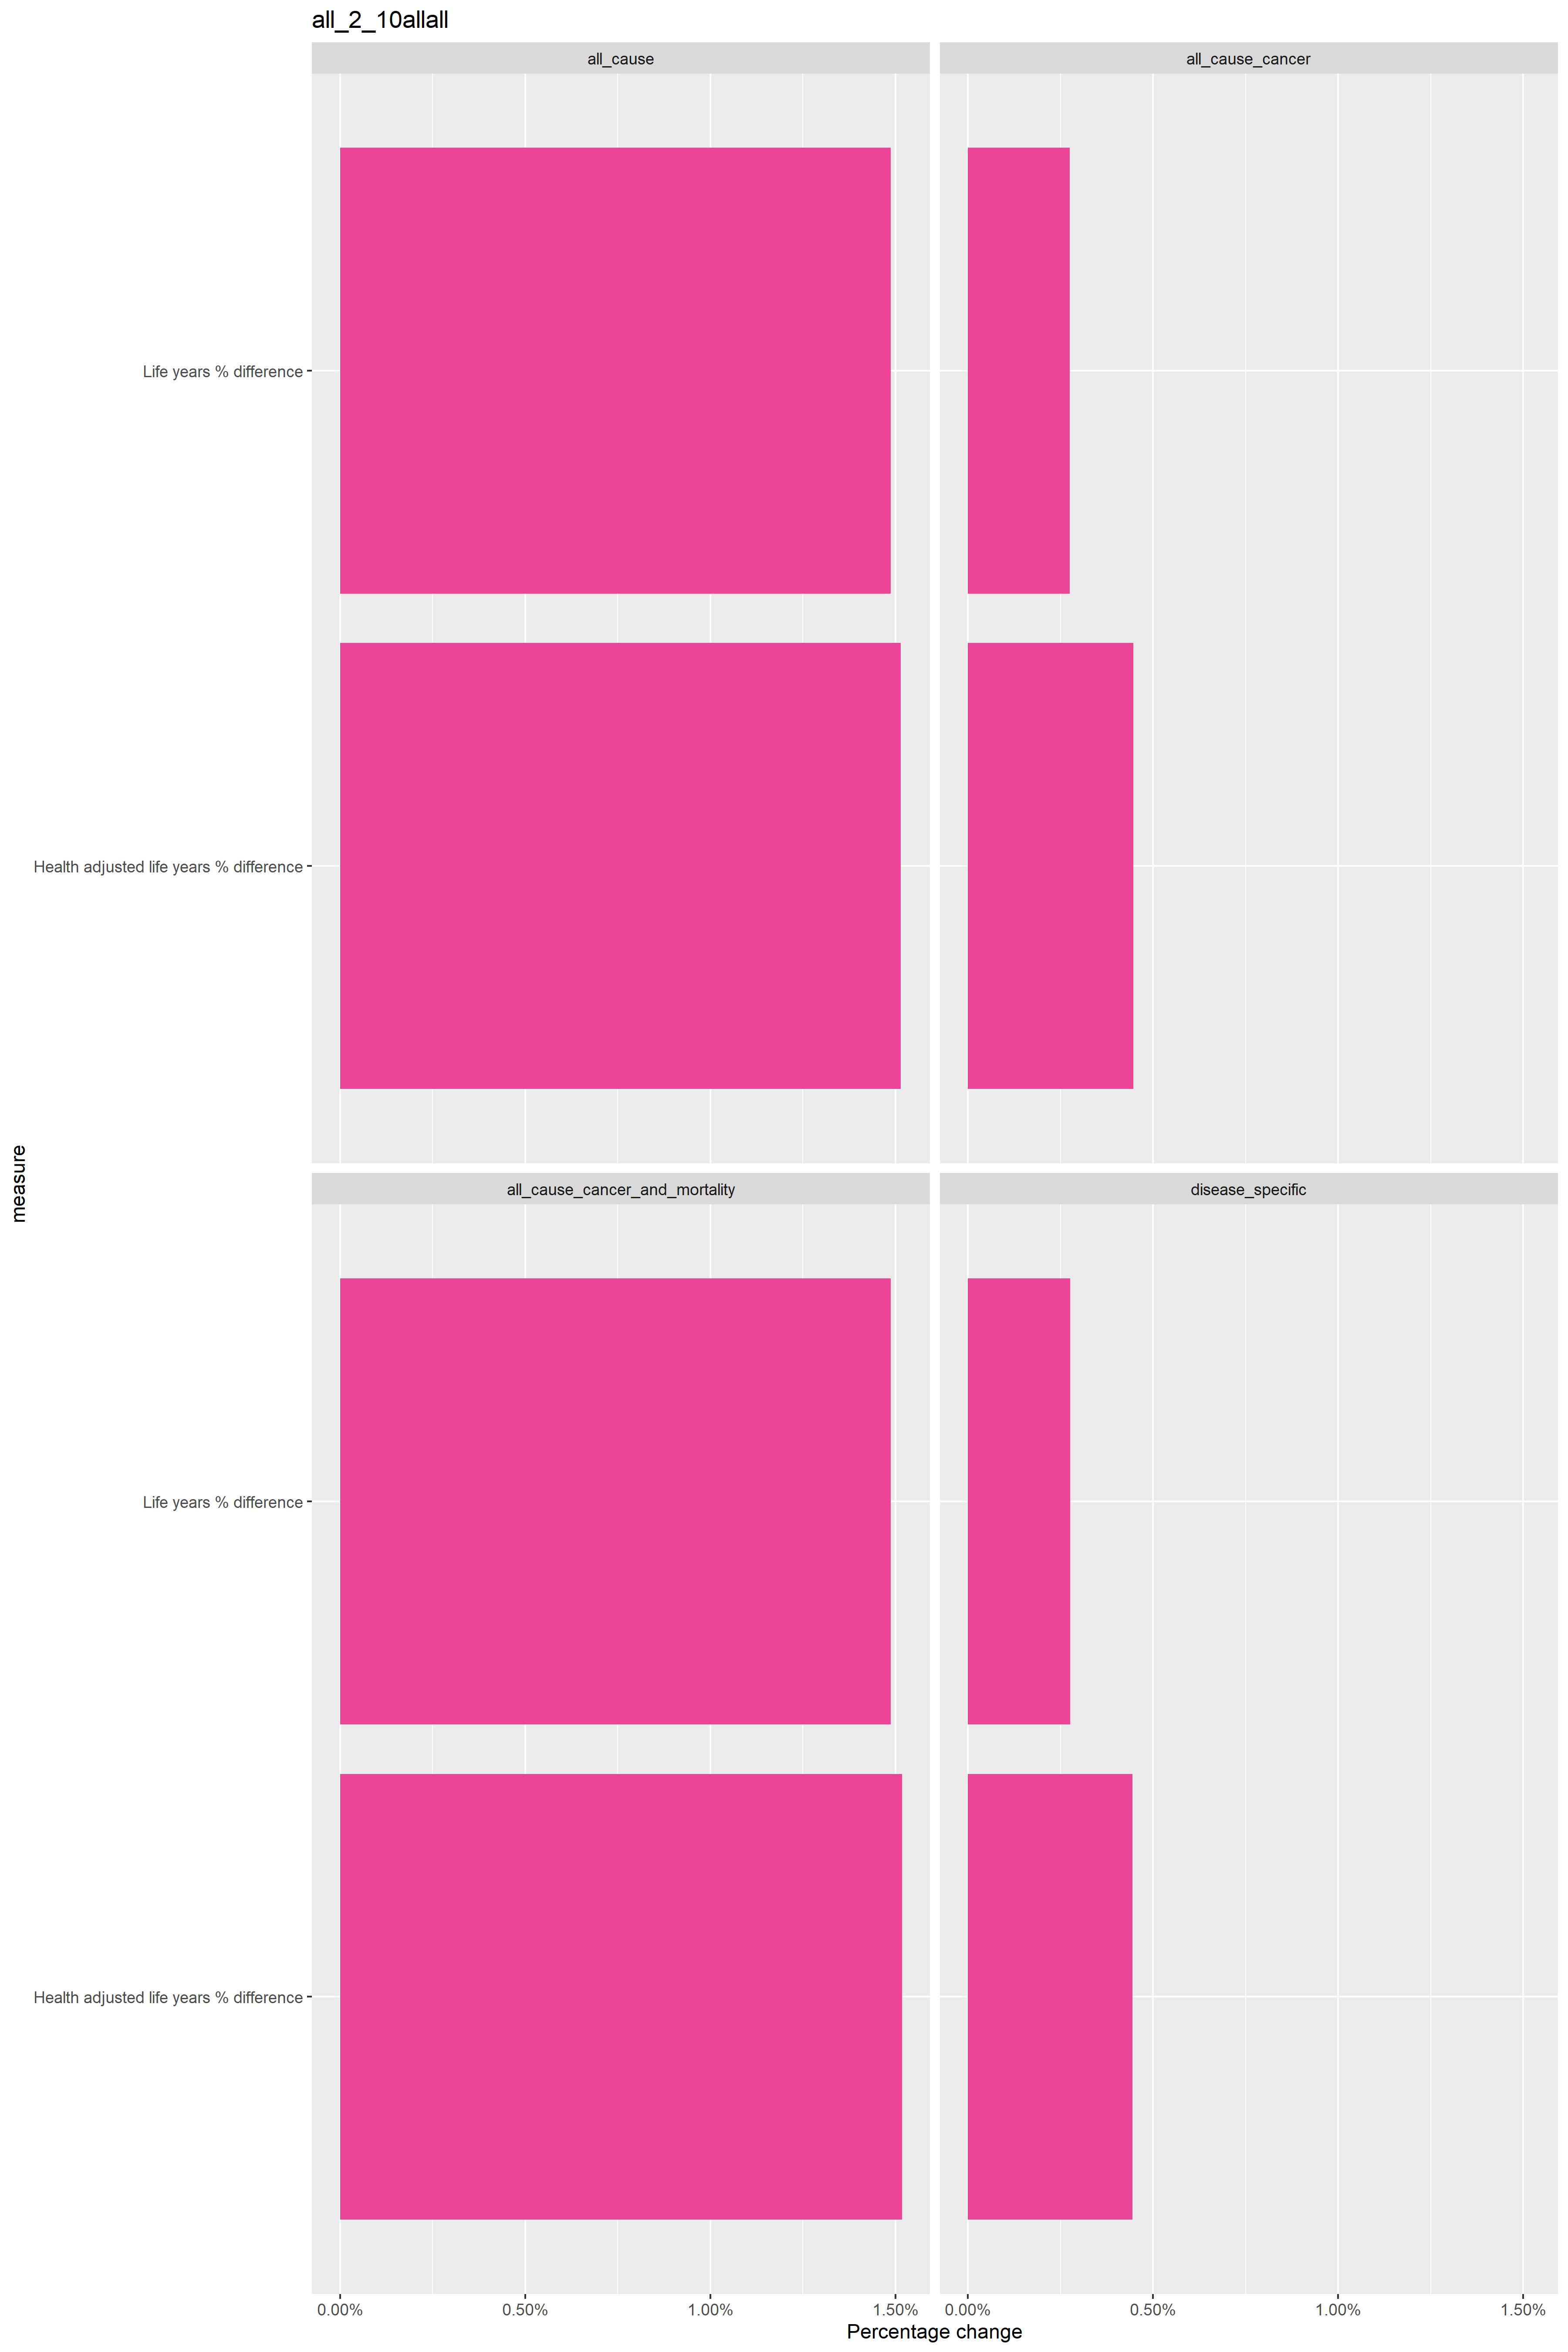 all_2_10allall
all_cause
all_cause_cancer
Life years % difference
Health adjusted life years % difference
measure
all_cause_cancer_and_mortality
disease_specific
Life years % difference
Health adjusted life years % difference
0.00%
0.50%
1.00%
1.50%
0.00%
0.50%
1.00%
1.50%
Percentage change